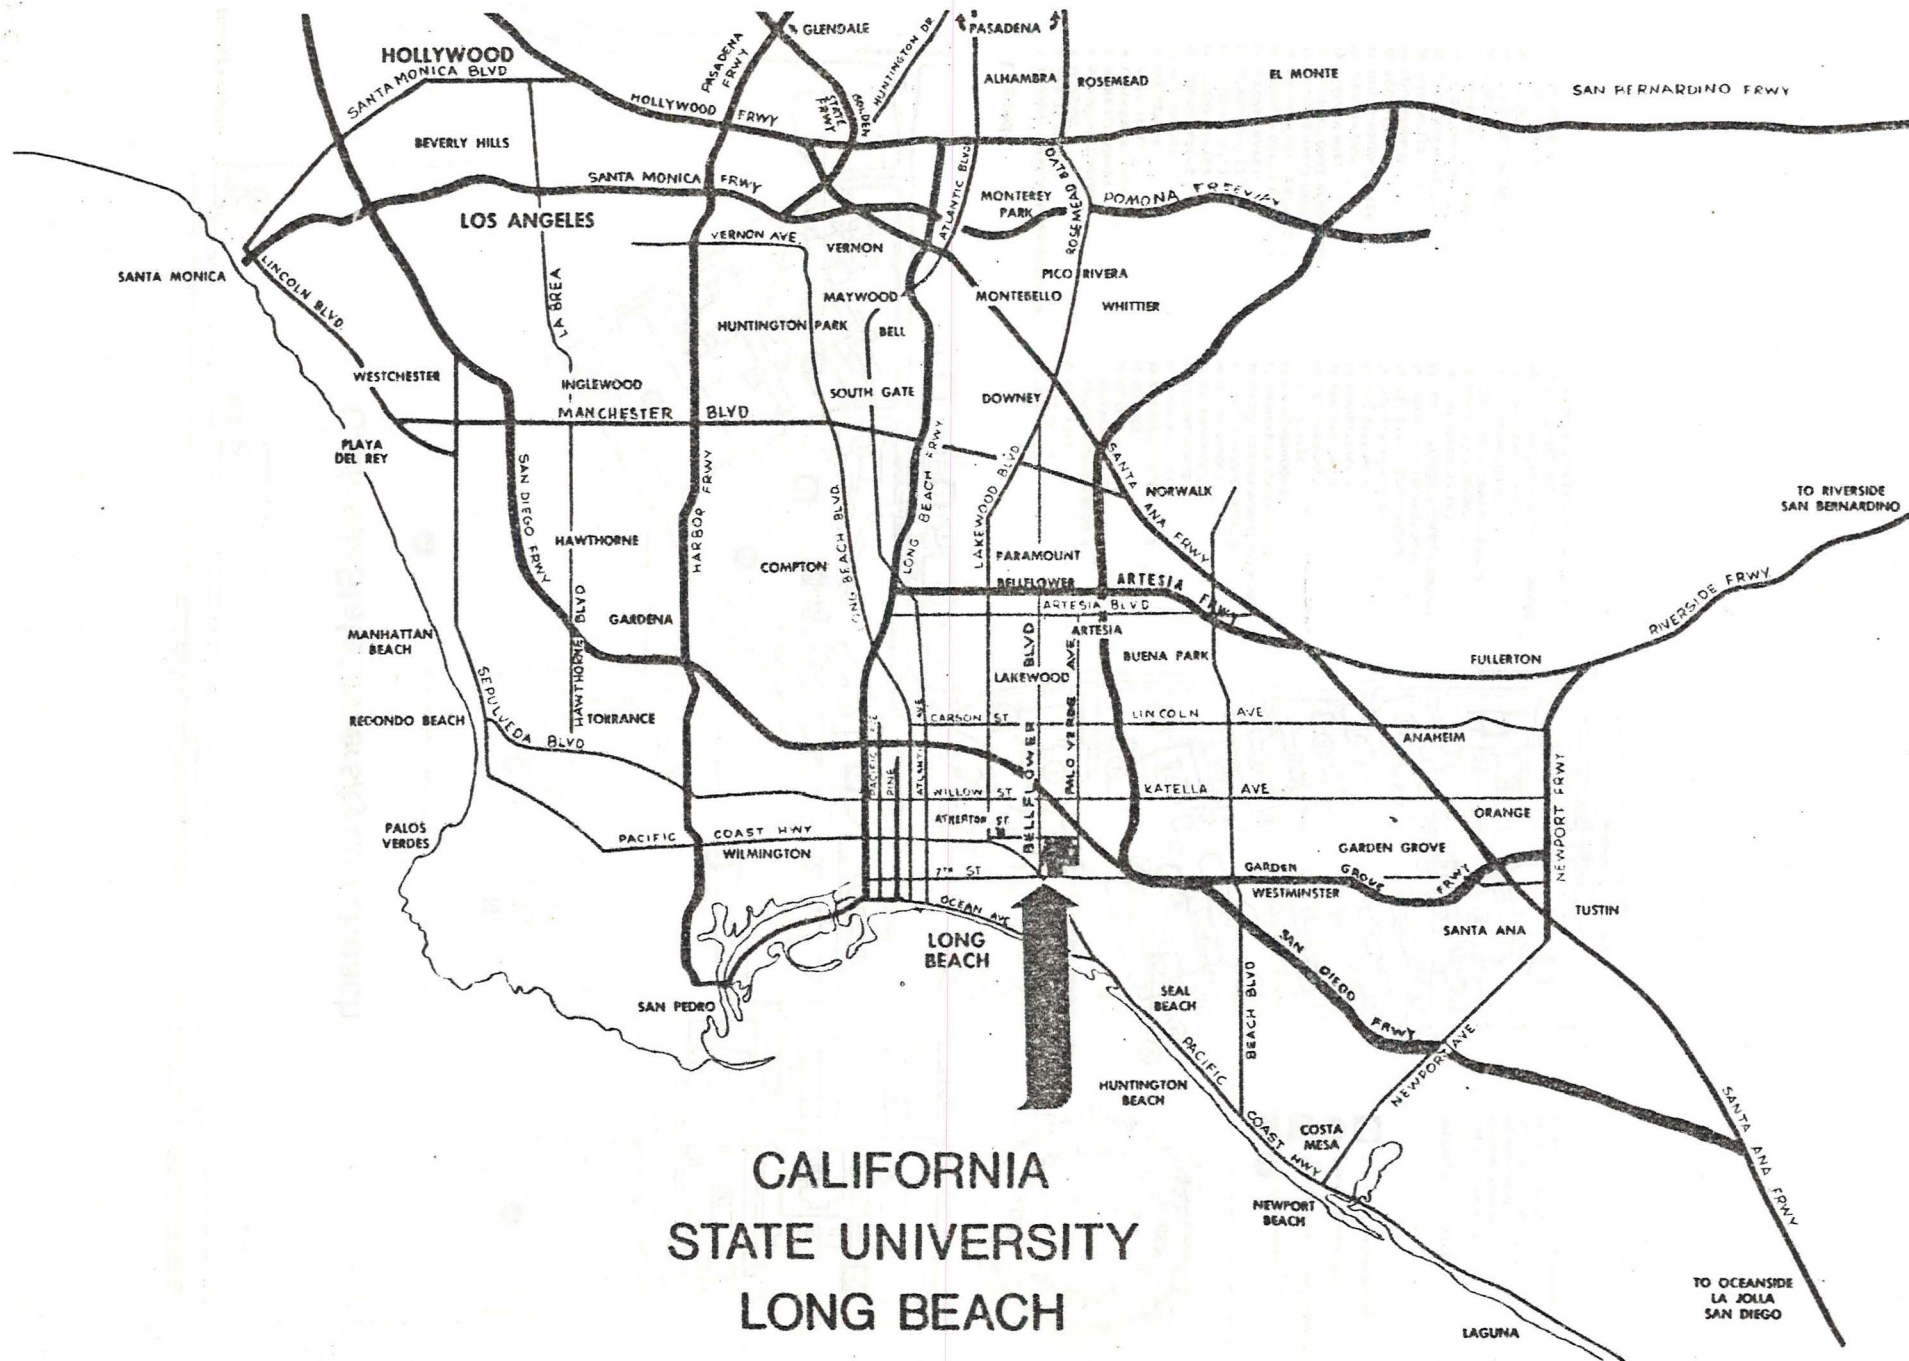 GLENDALE
PASADENA
HUNTINGTON DR
PASADENA
FRWY
HOLLYWOOD
SANTA MONICA BLVD
ALHAMBRA
ROSEMEAD
EL MONTE
SAN BERNARDINO FRWY
HOLLYWOOD FRWY
GOLDEN
STATE
FRWY
BEVERLY HILLS
SANTA MONICA FRWY
ATLANTIC BLVD
ROSEMEAD BLVD
MONTEREY
PARK
POMONA FREEWAY
LOS ANGELES
VERNON AVE.
VERNON
SANTA MONICA
LINCOLN BLVD.
LA BREA
PICO RIVERA
MAYWOOD
MONTEBELLO
WHITTIER
HUNTINGTON PARK
BELL
WESTCHESTER
INGLEWOOD
SOUTH GATE
DOWNEY
MANCHESTER BLVD
PLAYA
DEL REY
SAN DIEGO FRWY
HARBOR FRWY
LONG BEACH BLVD.
LONG BEACH FRWY
LAKEWOOD BLVD
SANTA ANA FRWY
NORWALK
TO RIVERSIDE
SAN BERNARDINO
HAWTHORNE
COMPTON
PARAMOUNT
BELLFLOWER
ARTESIA FRWY
ARTESIA BLVD
RIVERSIDE FRWY
HAWTHORNE BLVD
GARDENA
MANHATTAN
BEACH
ARTESIA
BUENA PARK
FULLERTON
BELLFLOWER BLVD
PALO VERDE AVE
LAKEWOOD
SEPULVEDA BLVD
REDONDO BEACH
TORRANCE
CARSON ST
LINCOLN AVE
ANAHEIM
PACIFIC AVE
PINE
ATLANTIC AVE
WILLOW ST
KATELLA AVE
NEWPORT FRWY
ORANGE
PALOS
VERDES
PACIFIC COAST HWY
WILMINGTON
ATHERTON ST
GARDEN GROVE
7TH ST
GARDEN GROVE FRWY
WESTMINSTER
TUSTIN
OCEAN AVE
SANTA ANA
LONG
BEACH
SAN DIEGO FRWY
BEACH BLVD
SAN PEDRO
SEAL
BEACH
PACIFIC COAST HWY
NEWPORT AVE
HUNTINGTON
BEACH
COSTA
MESA
SANTA ANA FRWY
NEWPORT
BEACH
TO OCEANSIDE
LA JOLLA
SAN DIEGO
LAGUNA
CALIFORNIA
STATE UNIVERSITY
LONG BEACH